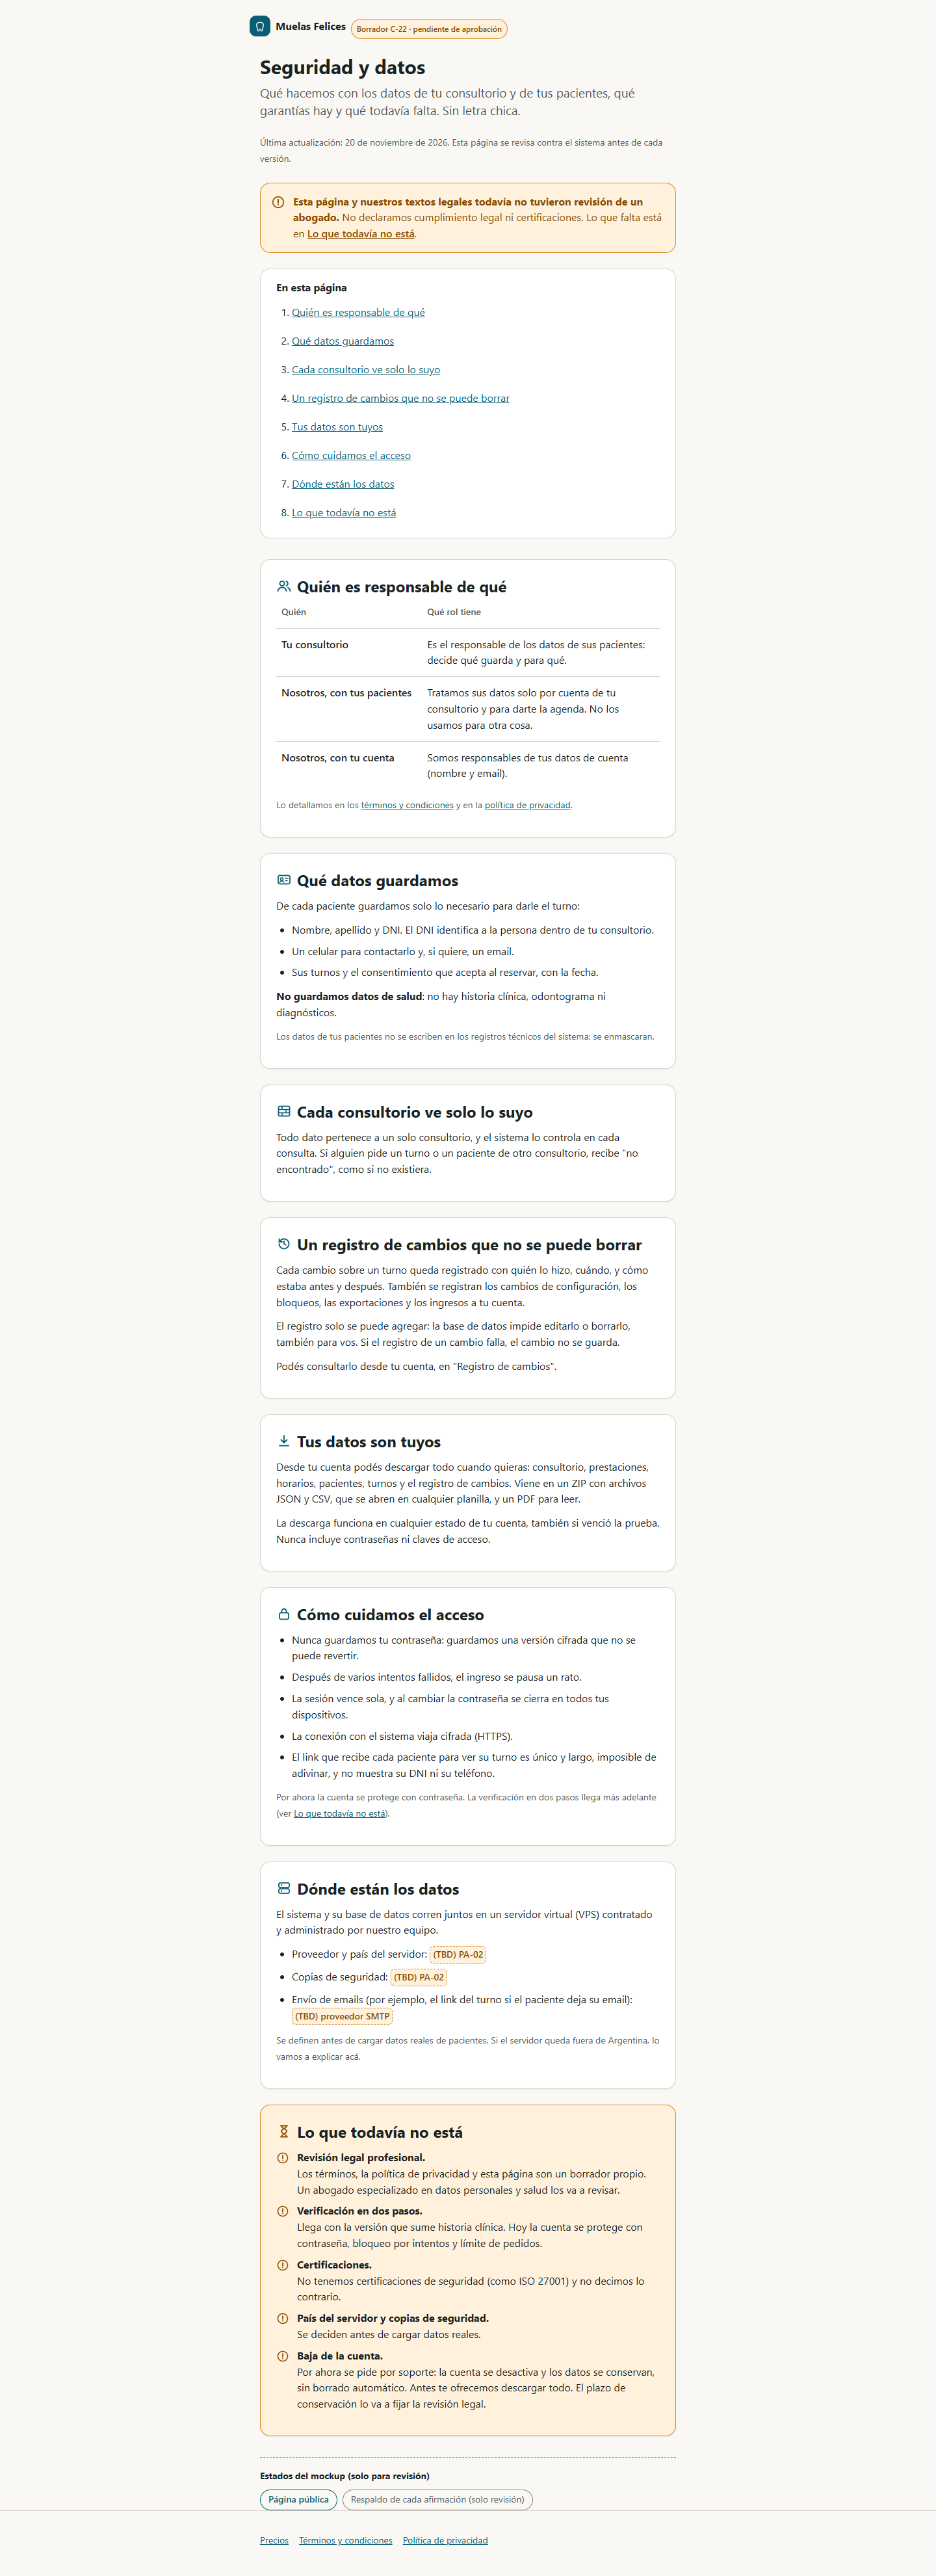 Muelas Felices
Borrador C-22 · pendiente de aprobación
Seguridad y datos
Qué hacemos con los datos de tu consultorio y de tus pacientes, qué
garantías hay y qué todavía falta. Sin letra chica.
Última actualización: 20 de noviembre de 2026. Esta página se revisa contra el sistema antes de cada
versión.
Esta página y nuestros textos legales todavía no tuvieron revisión de un
abogado. No declaramos cumplimiento legal ni certificaciones. Lo que falta está
en Lo que todavía no está.
En esta página
1. Quién es responsable de qué
2. Qué datos guardamos
3. Cada consultorio ve solo lo suyo
4. Un registro de cambios que no se puede borrar
5. Tus datos son tuyos
6. Cómo cuidamos el acceso
7. Dónde están los datos
8. Lo que todavía no está
Quién es responsable de qué
Quién Qué rol tiene
Tu consultorio Es el responsable de los datos de sus pacientes:
decide qué guarda y para qué.
Nosotros, con tus pacientes Tratamos sus datos solo por cuenta de tu
consultorio y para darte la agenda. No los
usamos para otra cosa.
Nosotros, con tu cuenta Somos responsables de tus datos de cuenta
(nombre y email).
Lo detallamos en los términos y condiciones y en la política de privacidad.
Qué datos guardamos
De cada paciente guardamos solo lo necesario para darle el turno:
• Nombre, apellido y DNI. El DNI identifica a la persona dentro de tu consultorio.
• Un celular para contactarlo y, si quiere, un email.
• Sus turnos y el consentimiento que acepta al reservar, con la fecha.
No guardamos datos de salud: no hay historia clínica, odontograma ni
diagnósticos.
Los datos de tus pacientes no se escriben en los registros técnicos del sistema: se enmascaran.
Cada consultorio ve solo lo suyo
Todo dato pertenece a un solo consultorio, y el sistema lo controla en cada
consulta. Si alguien pide un turno o un paciente de otro consultorio, recibe "no
encontrado", como si no existiera.
Un registro de cambios que no se puede borrar
Cada cambio sobre un turno queda registrado con quién lo hizo, cuándo, y cómo
estaba antes y después. También se registran los cambios de configuración, los
bloqueos, las exportaciones y los ingresos a tu cuenta.
El registro solo se puede agregar: la base de datos impide editarlo o borrarlo,
también para vos. Si el registro de un cambio falla, el cambio no se guarda.
Podés consultarlo desde tu cuenta, en "Registro de cambios".
Tus datos son tuyos
Desde tu cuenta podés descargar todo cuando quieras: consultorio, prestaciones,
horarios, pacientes, turnos y el registro de cambios. Viene en un ZIP con archivos
JSON y CSV, que se abren en cualquier planilla, y un PDF para leer.
La descarga funciona en cualquier estado de tu cuenta, también si venció la prueba.
Nunca incluye contraseñas ni claves de acceso.
Cómo cuidamos el acceso
• Nunca guardamos tu contraseña: guardamos una versión cifrada que no se
puede revertir.
• Después de varios intentos fallidos, el ingreso se pausa un rato.
• La sesión vence sola, y al cambiar la contraseña se cierra en todos tus
dispositivos.
• La conexión con el sistema viaja cifrada (HTTPS).
• El link que recibe cada paciente para ver su turno es único y largo, imposible de
adivinar, y no muestra su DNI ni su teléfono.
Por ahora la cuenta se protege con contraseña. La verificación en dos pasos llega más adelante
(ver Lo que todavía no está).
Dónde están los datos
El sistema y su base de datos corren juntos en un servidor virtual (VPS) contratado
y administrado por nuestro equipo.
• Proveedor y país del servidor: (TBD) PA-02
• Copias de seguridad: (TBD) PA-02
• Envío de emails (por ejemplo, el link del turno si el paciente deja su email):
(TBD) proveedor SMTP
Se definen antes de cargar datos reales de pacientes. Si el servidor queda fuera de Argentina, lo
vamos a explicar acá.
Lo que todavía no está
Revisión legal profesional.
Los términos, la política de privacidad y esta página son un borrador propio.
Un abogado especializado en datos personales y salud los va a revisar.
Verificación en dos pasos.
Llega con la versión que sume historia clínica. Hoy la cuenta se protege con
contraseña, bloqueo por intentos y límite de pedidos.
Certificaciones.
No tenemos certificaciones de seguridad (como ISO 27001) y no decimos lo
contrario.
País del servidor y copias de seguridad.
Se deciden antes de cargar datos reales.
Baja de la cuenta.
Por ahora se pide por soporte: la cuenta se desactiva y los datos se conservan,
sin borrado automático. Antes te ofrecemos descargar todo. El plazo de
conservación lo va a fijar la revisión legal.
Estados del mockup (solo para revisión)
Página pública Respaldo de cada afirmación (solo revisión)
Precios Términos y condiciones Política de privacidad